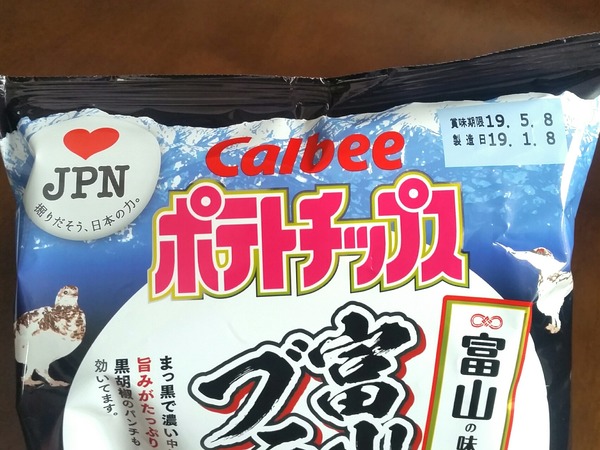 賞味期限19.5.8
製造日19.1.8
Calbee
JPN
掘りだそう、日本の力。
ポテトチップス
富山の味
富山
ブラ
まっ黒で濃い中
旨みがたっぷり
黒胡椒のパンチも
効いてます。